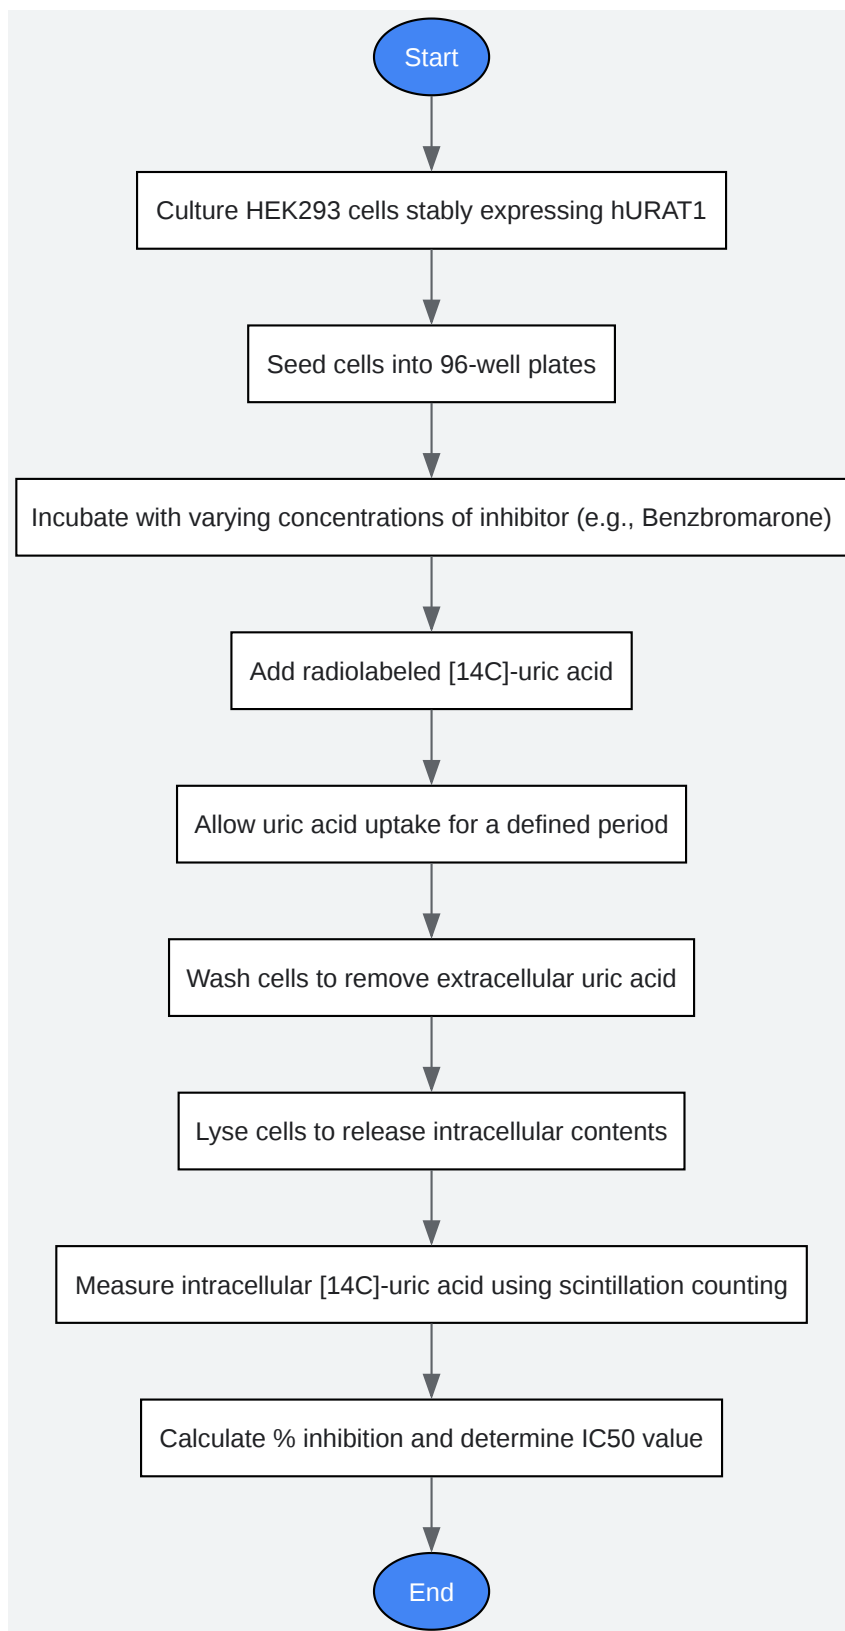 Start
Culture HEK293 cells stably expressing hURAT1
Seed cells into 96-well plates
Incubate with varying concentrations of inhibitor (e.g., Benzbromarone)
Add radiolabeled [14C]-uric acid
Allow uric acid uptake for a defined period
Wash cells to remove extracellular uric acid
Lyse cells to release intracellular contents
Measure intracellular [14C]-uric acid using scintillation counting
Calculate % inhibition and determine IC50 value
End